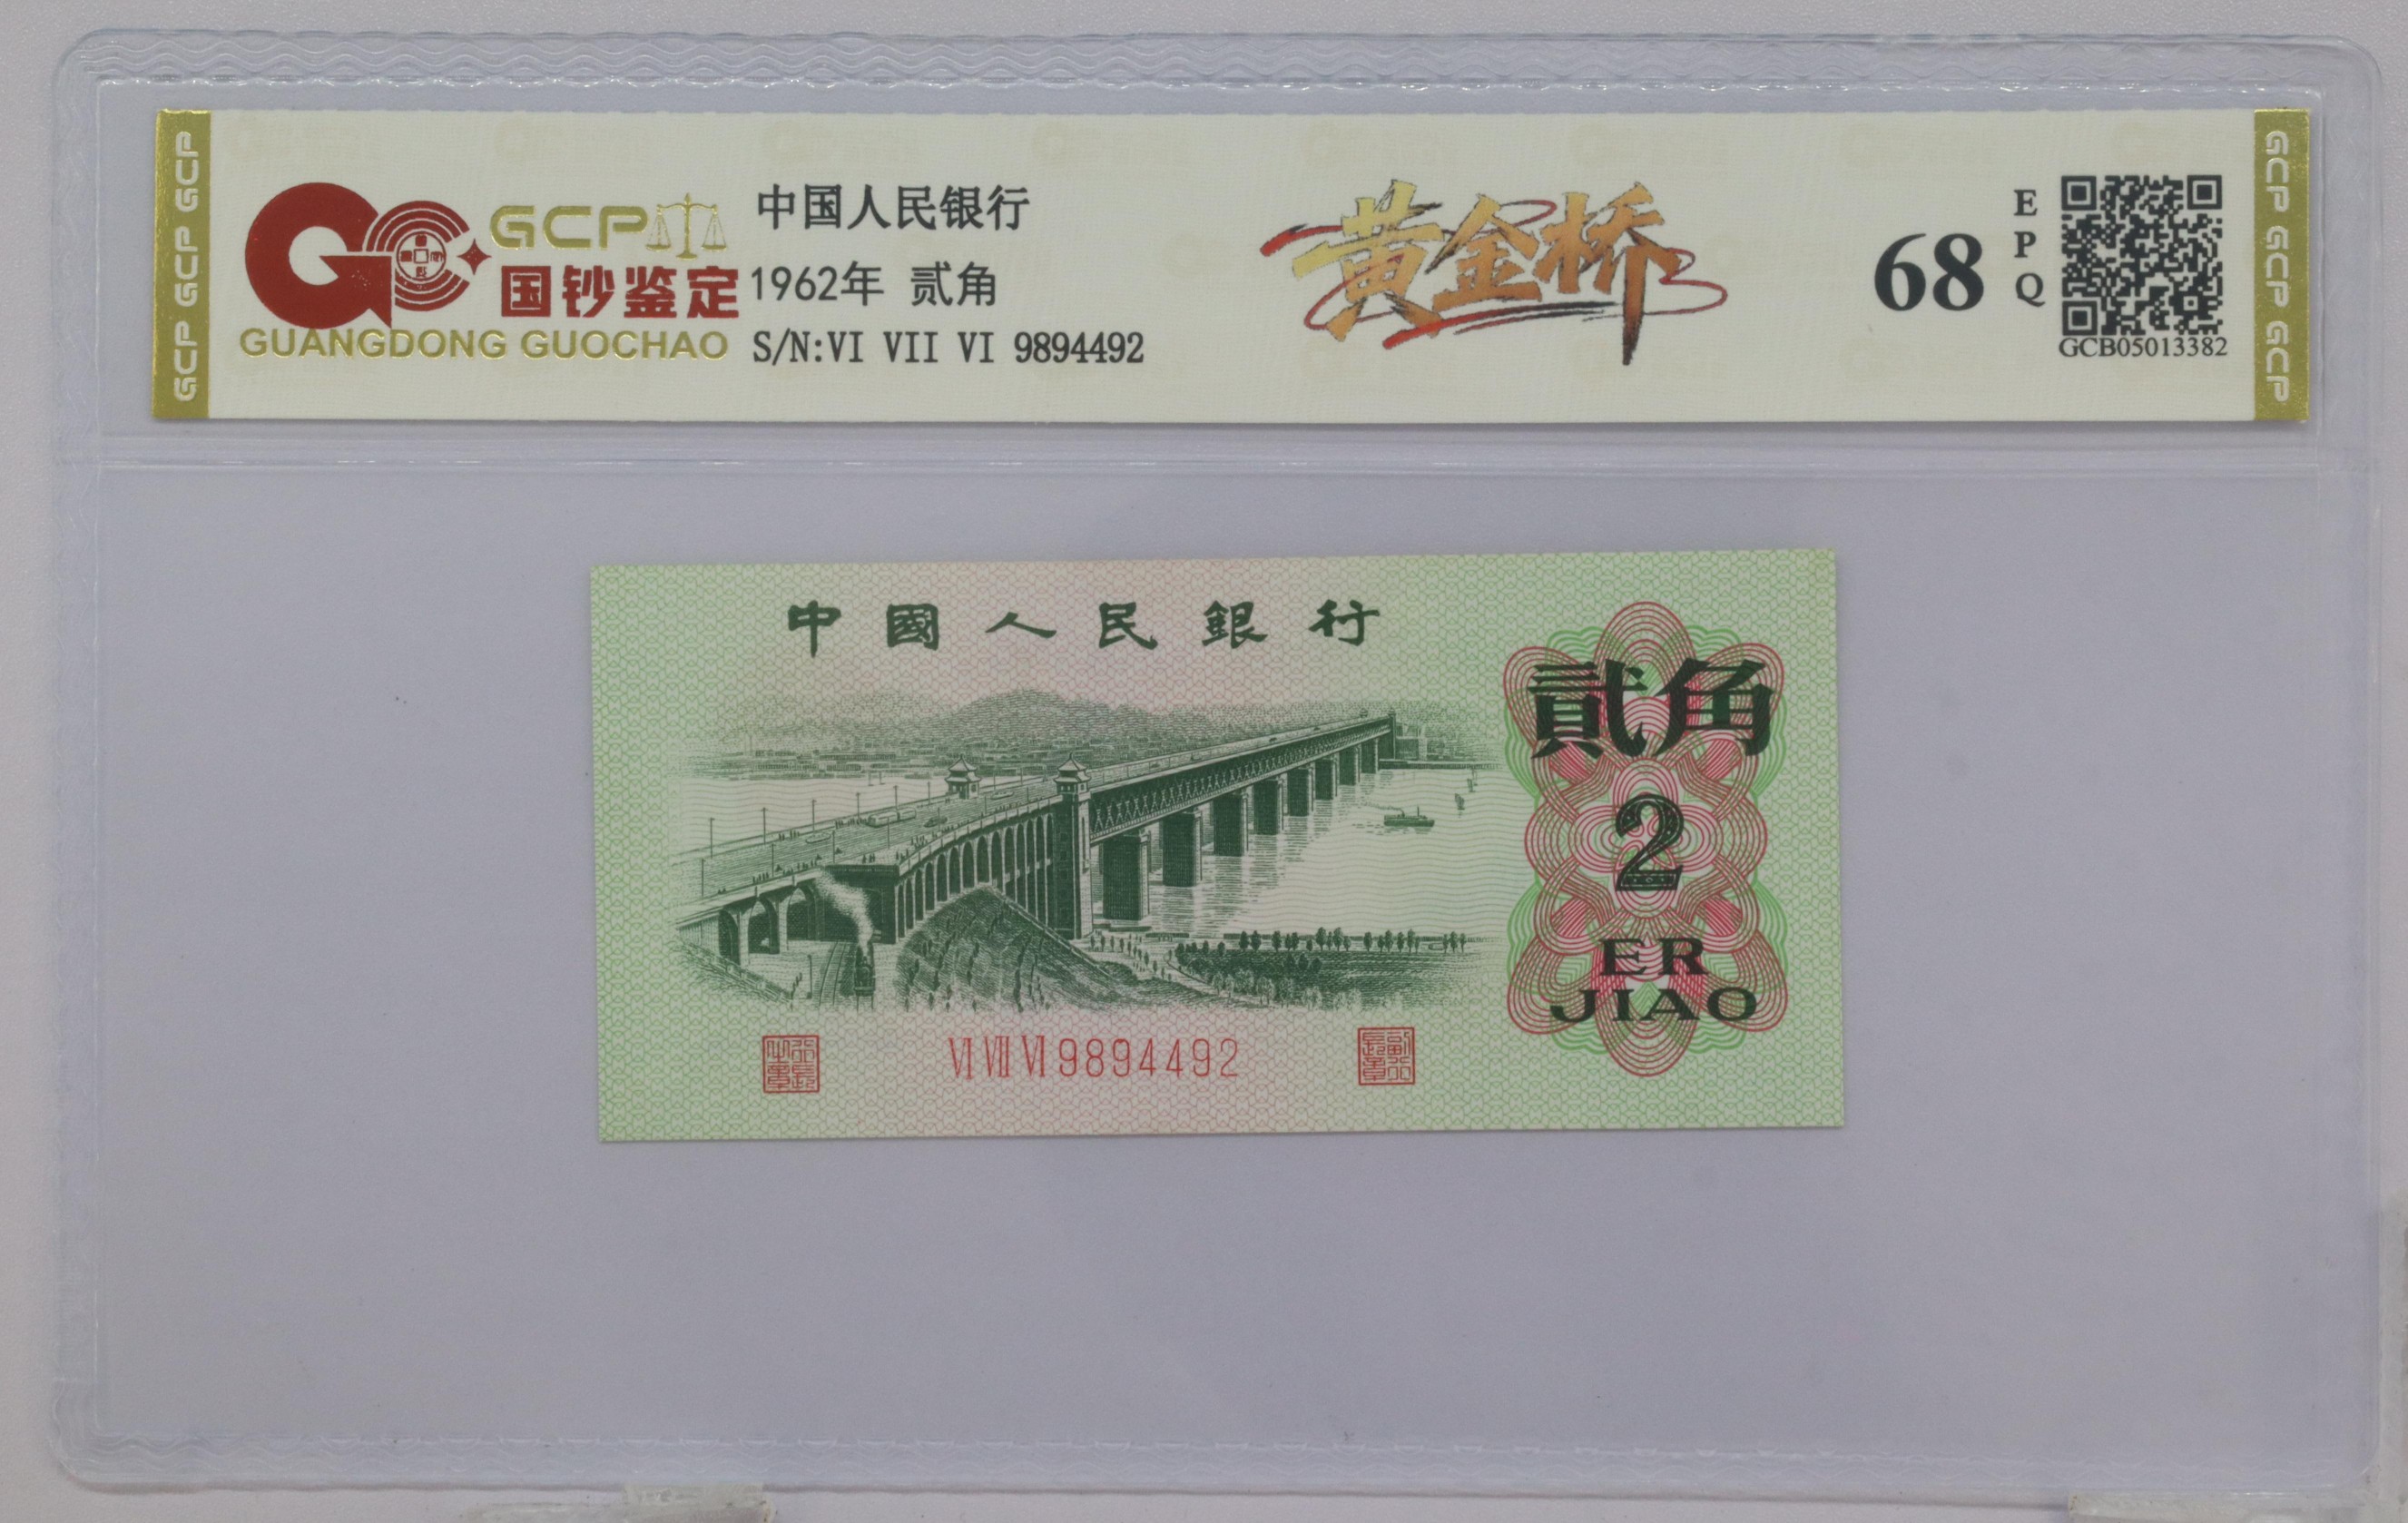 GCP GCP GCP
GCP
国钞鉴定
GUANGDONG GUOCHAO
中国人民银行
1962年 贰角
S/N:VI VII VI 9894492
黄金桥
68
EPQ
GCB05013382
GCP GCP GCP
中國人民銀行
貳角
2
ER
JIAO
VI VII VI 9894492